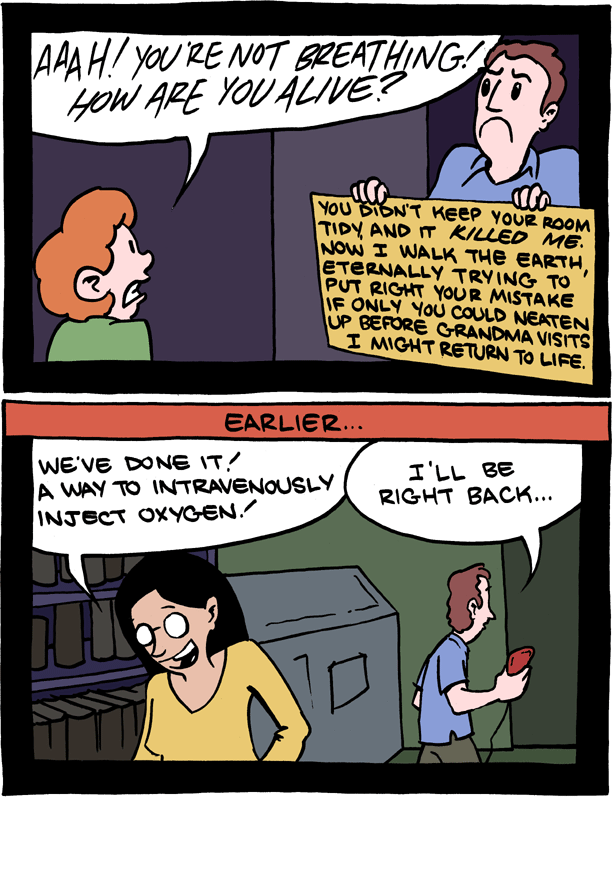 AAAH! YOU'RE NOT BREATHING!
HOW ARE YOU ALIVE?
YOU DIDN'T KEEP YOUR ROOM
TIDY, AND IT KILLED ME.
NOW I WALK THE EARTH,
ETERNALLY TRYING TO
PUT RIGHT YOUR MISTAKE
IF ONLY YOU COULD NEATEN
UP BEFORE GRANDMA VISITS
I MIGHT RETURN TO LIFE.
EARLIER...
WE'VE DONE IT!
A WAY TO INTRAVENOUSLY
INJECT OXYGEN!
I'LL BE
RIGHT BACK...